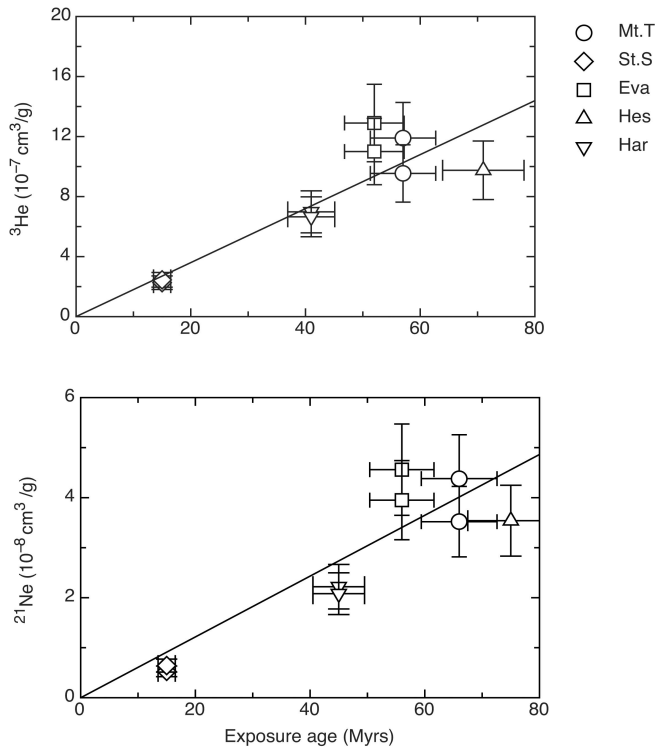 20
16
12
8
4
0
³He (10⁻⁷ cm³/g)
0 20 40 60 80
Mt.T
St.S
Eva
Hes
Har
6
4
2
0
²¹Ne (10⁻⁸ cm³ /g)
0 20 40 60 80
Exposure age (Myrs)